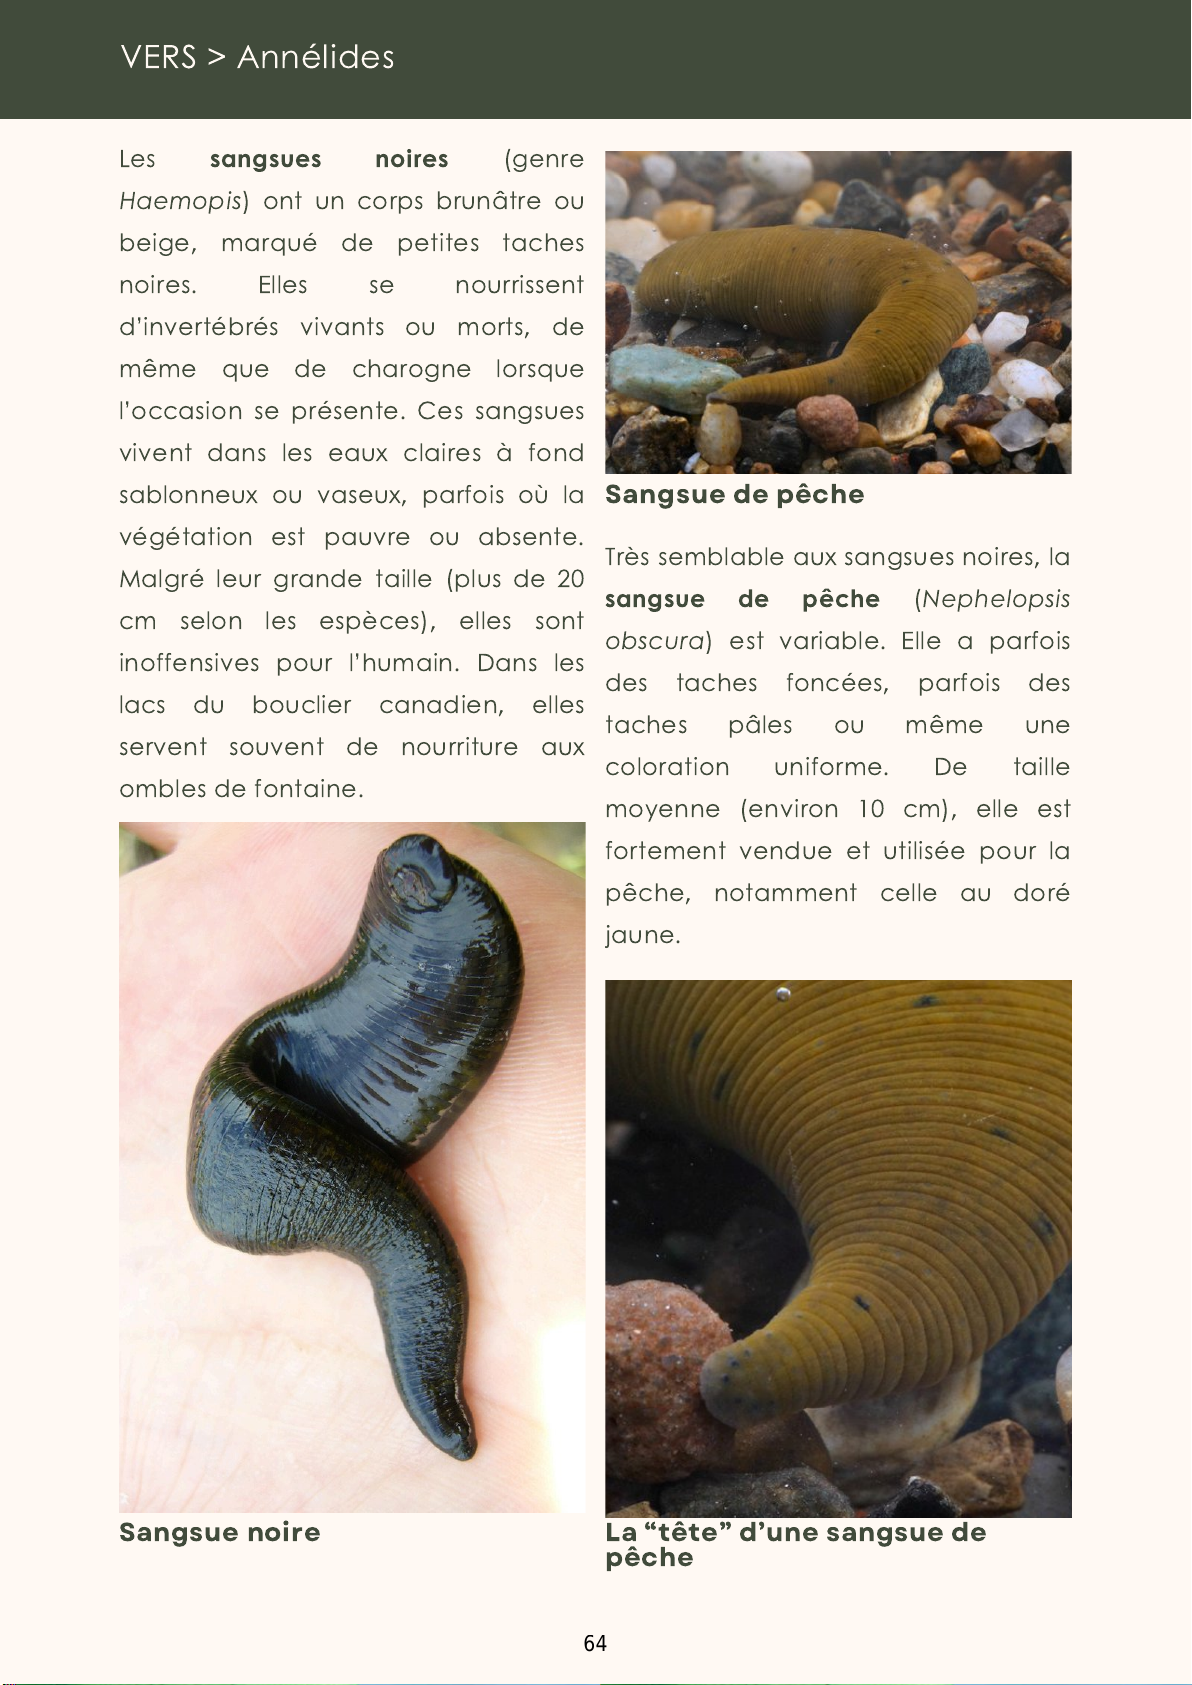 VERS > Annélides
Les sangsues noires (genre
Haemopis) ont un corps brunâtre ou
beige, marqué de petites taches
noires. Elles se nourrissent
d'invertébrés vivants ou morts, de
même que de charogne lorsque
l'occasion se présente. Ces sangsues
vivent dans les eaux claires à fond
sablonneux ou vaseux, parfois où la
végétation est pauvre ou absente.
Malgré leur grande taille (plus de 20
cm selon les espèces), elles sont
inoffensives pour l'humain. Dans les
lacs du bouclier canadien, elles
servent souvent de nourriture aux
ombles de fontaine.
Sangsue noire
Sangsue de pêche
Très semblable aux sangsues noires, la
sangsue de pêche (Nephelopsis
obscura) est variable. Elle a parfois
des taches foncées, parfois des
taches pâles ou même une
coloration uniforme. De taille
moyenne (environ 10 cm), elle est
fortement vendue et utilisée pour la
pêche, notamment celle au doré
jaune.
La “tête” d’une sangsue de
pêche
64